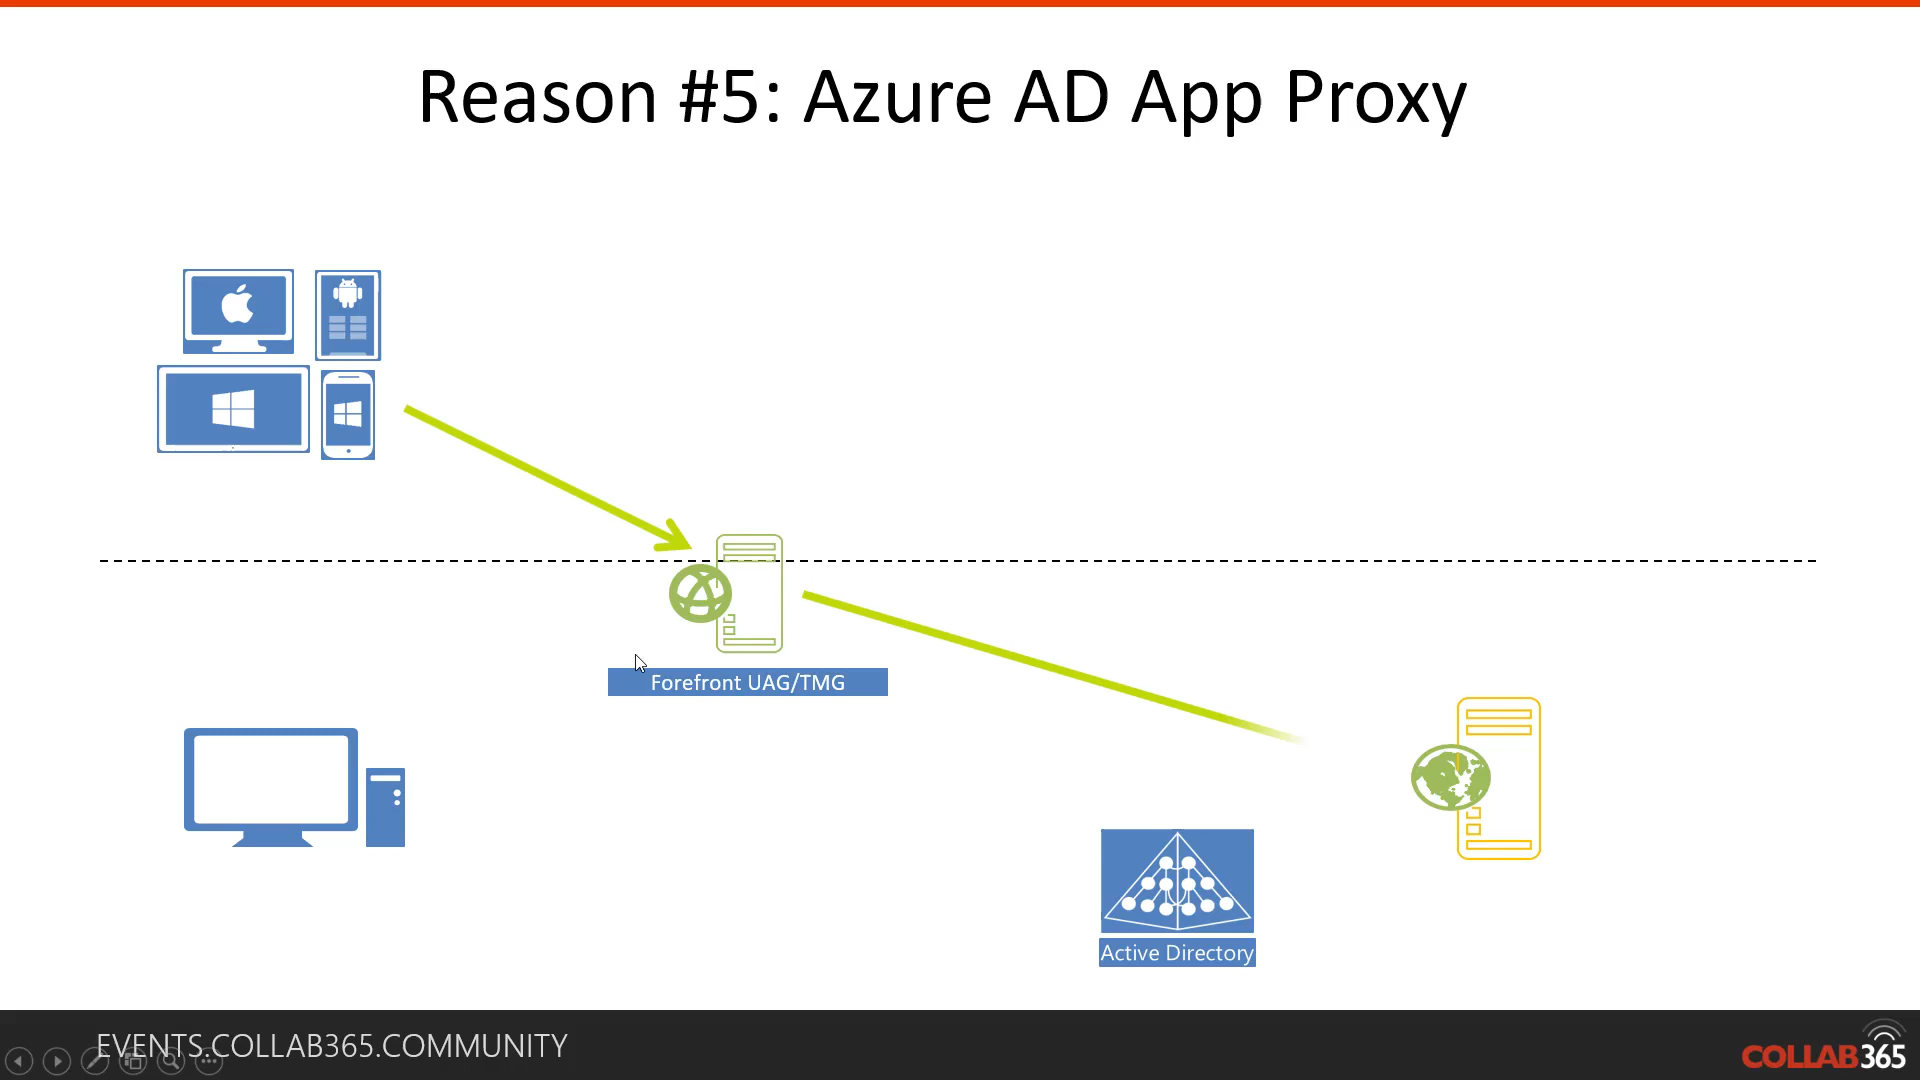 Reason #5: Azure AD App Proxy
Forefront UAG/TMG
Active Directory
EVENTS.COLLAB365.COMMUNITY
COLLAB365